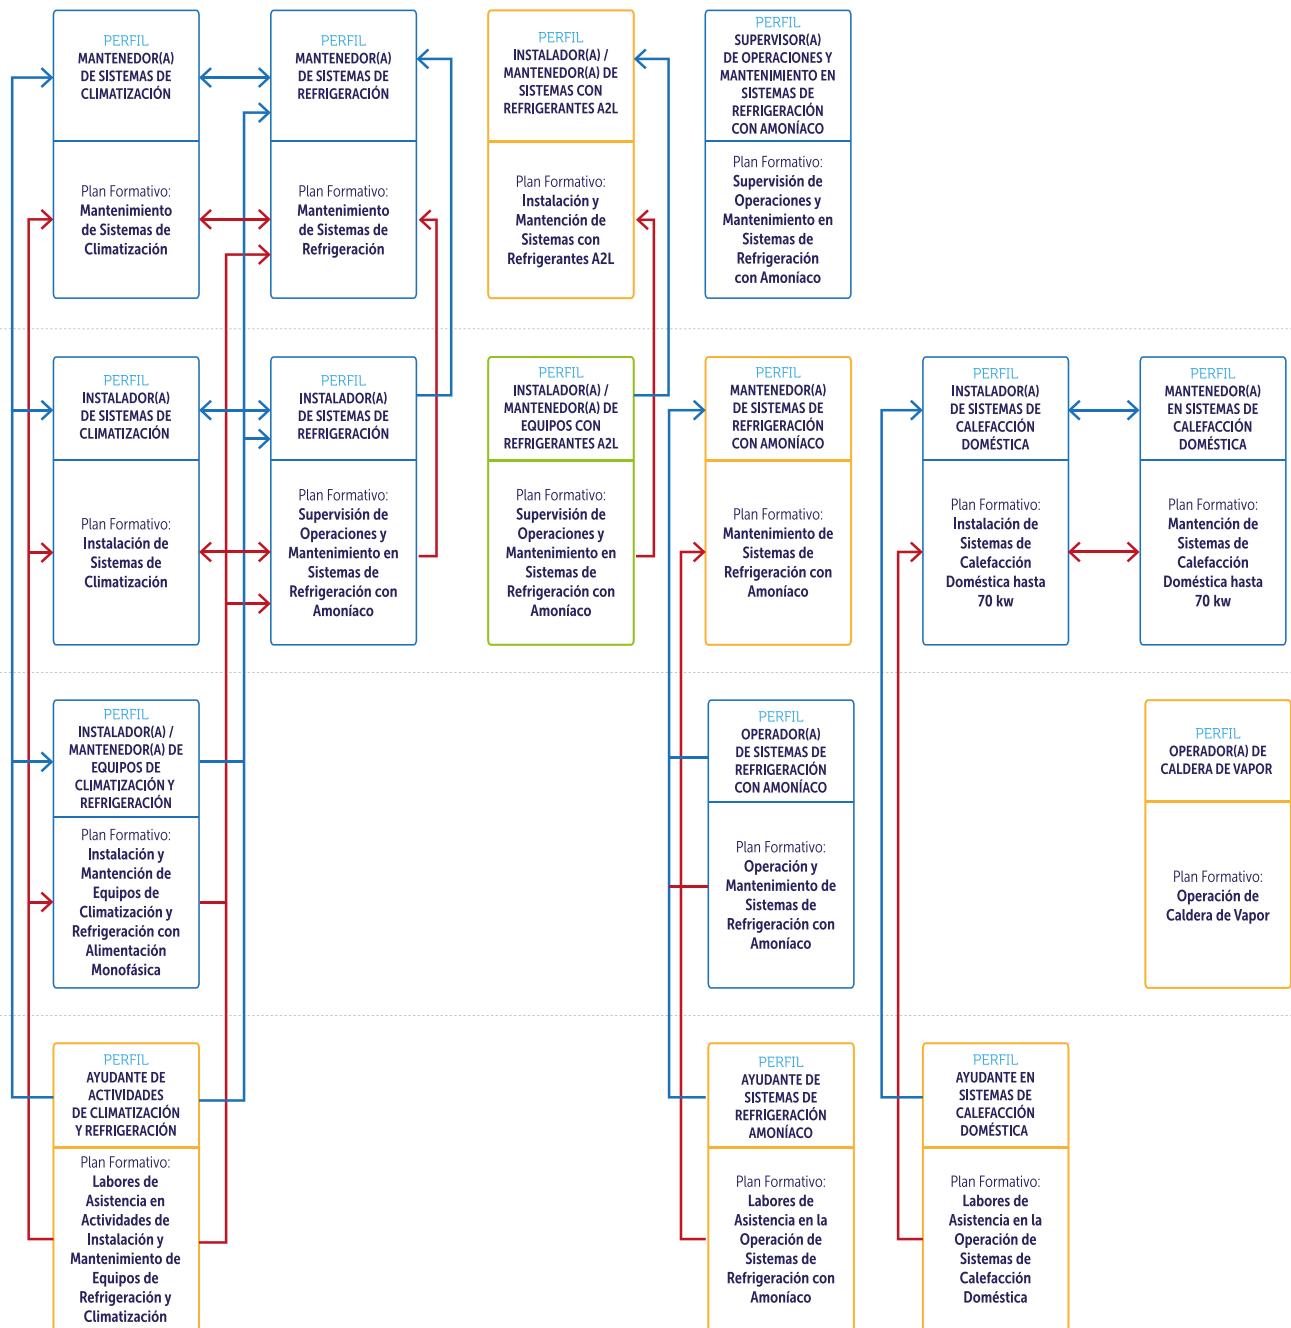 PERFIL
MANTENEDOR(A)
DE SISTEMAS DE
CLIMATIZACIÓN
Plan Formativo:
Mantenimiento
de Sistemas de
Climatización
PERFIL
MANTENEDOR(A)
DE SISTEMAS DE
REFRIGERACIÓN
Plan Formativo:
Mantenimiento
de Sistemas de
Refrigeración
PERFIL
INSTALADOR(A) /
MANTENEDOR(A) DE
SISTEMAS CON
REFRIGERANTES A2L
Plan Formativo:
Instalación y
Mantención de
Sistemas con
Refrigerantes A2L
PERFIL
SUPERVISOR(A)
DE OPERACIONES Y
MANTENIMIENTO EN
SISTEMAS DE
REFRIGERACIÓN
CON AMONÍACO
Plan Formativo:
Supervisión de
Operaciones y
Mantenimiento en
Sistemas de
Refrigeración
con Amoníaco
PERFIL
INSTALADOR(A)
DE SISTEMAS DE
CLIMATIZACIÓN
Plan Formativo:
Instalación de
Sistemas de
Climatización
PERFIL
INSTALADOR(A)
DE SISTEMAS DE
REFRIGERACIÓN
Plan Formativo:
Supervisión de
Operaciones y
Mantenimiento en
Sistemas de
Refrigeración con
Amoníaco
PERFIL
INSTALADOR(A) /
MANTENEDOR(A) DE
EQUIPOS CON
REFRIGERANTES A2L
Plan Formativo:
Supervisión de
Operaciones y
Mantenimiento en
Sistemas de
Refrigeración con
Amoníaco
PERFIL
MANTENEDOR(A)
DE SISTEMAS DE
REFRIGERACIÓN
CON AMONÍACO
Plan Formativo:
Mantenimiento de
Sistemas de
Refrigeración con
Amoníaco
PERFIL
INSTALADOR(A)
DE SISTEMAS DE
CALEFACCIÓN
DOMÉSTICA
Plan Formativo:
Instalación de
Sistemas de
Calefacción
Doméstica hasta
70 kw
PERFIL
MANTENEDOR(A)
EN SISTEMAS DE
CALEFACCIÓN
DOMÉSTICA
Plan Formativo:
Mantención de
Sistemas de
Calefacción
Doméstica hasta
70 kw
PERFIL
INSTALADOR(A) /
MANTENEDOR(A) DE
EQUIPOS DE
CLIMATIZACIÓN Y
REFRIGERACIÓN
Plan Formativo:
Instalación y
Mantención de
Equipos de
Climatización y
Refrigeración con
Alimentación
Monofásica
PERFIL
OPERADOR(A)
DE SISTEMAS DE
REFRIGERACIÓN
CON AMONÍACO
Plan Formativo:
Operación y
Mantenimiento de
Sistemas de
Refrigeración con
Amoníaco
PERFIL
OPERADOR(A) DE
CALDERA DE VAPOR
Plan Formativo:
Operación de
Caldera de Vapor
PERFIL
AYUDANTE DE
ACTIVIDADES
DE CLIMATIZACIÓN
Y REFRIGERACIÓN
Plan Formativo:
Labores de
Asistencia en
Actividades de
Instalación y
Mantenimiento de
Equipos de
Refrigeración y
Climatización
PERFIL
AYUDANTE DE
SISTEMAS DE
REFRIGERACIÓN
AMONÍACO
Plan Formativo:
Labores de
Asistencia en la
Operación de
Sistemas de
Refrigeración con
Amoníaco
PERFIL
AYUDANTE EN
SISTEMAS DE
CALEFACCIÓN
DOMÉSTICA
Plan Formativo:
Labores de
Asistencia en la
Operación de
Sistemas de
Calefacción
Doméstica